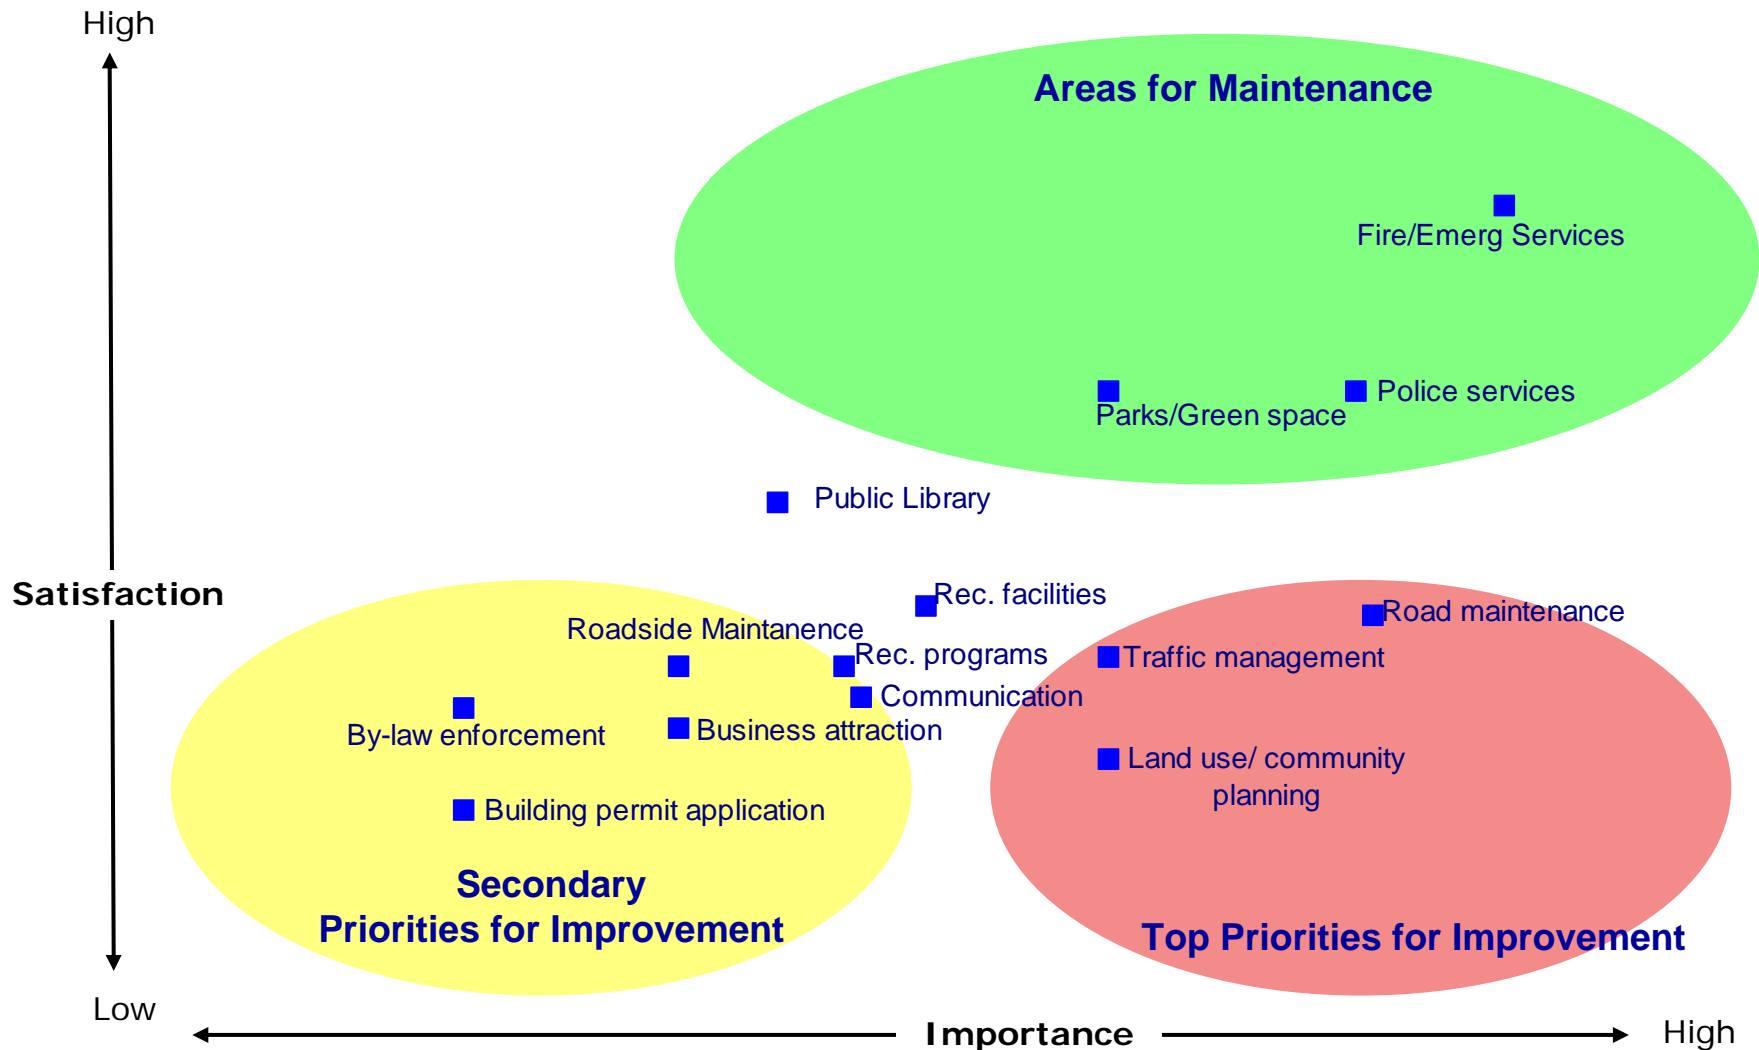 High
Areas for Maintenance
Fire/Emerg Services
Police services
Parks/Green space
Public Library
Satisfaction
Rec. facilities
Road maintenance
Roadside Maintanence
Rec. programs
Traffic management
Communication
By-law enforcement
Business attraction
Land use/ community
planning
Building permit application
Secondary
Priorities for Improvement
Top Priorities for Improvement
Low
Importance
High